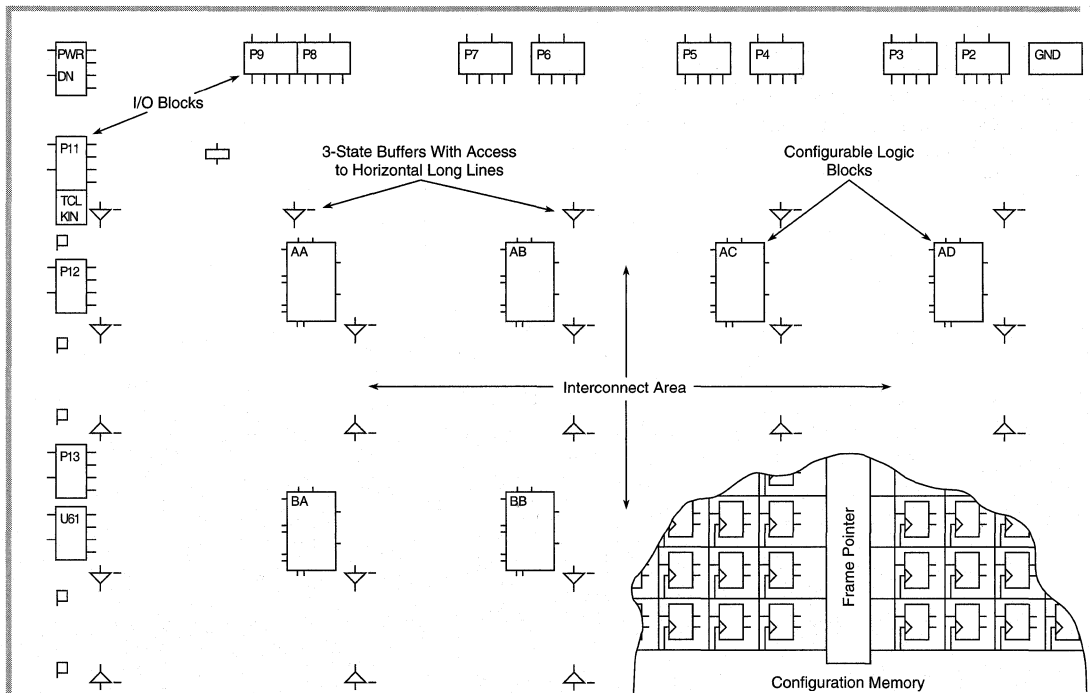 PWR
DN
P9
P8
P7
P6
P5
P4
P3
P2
GND
I/O Blocks
P11
TCL
KIN
3-State Buffers With Access
to Horizontal Long Lines
Configurable Logic
Blocks
P12
AA
AB
AC
AD
Interconnect Area
P13
U61
BA
BB
Frame Pointer
Configuration Memory